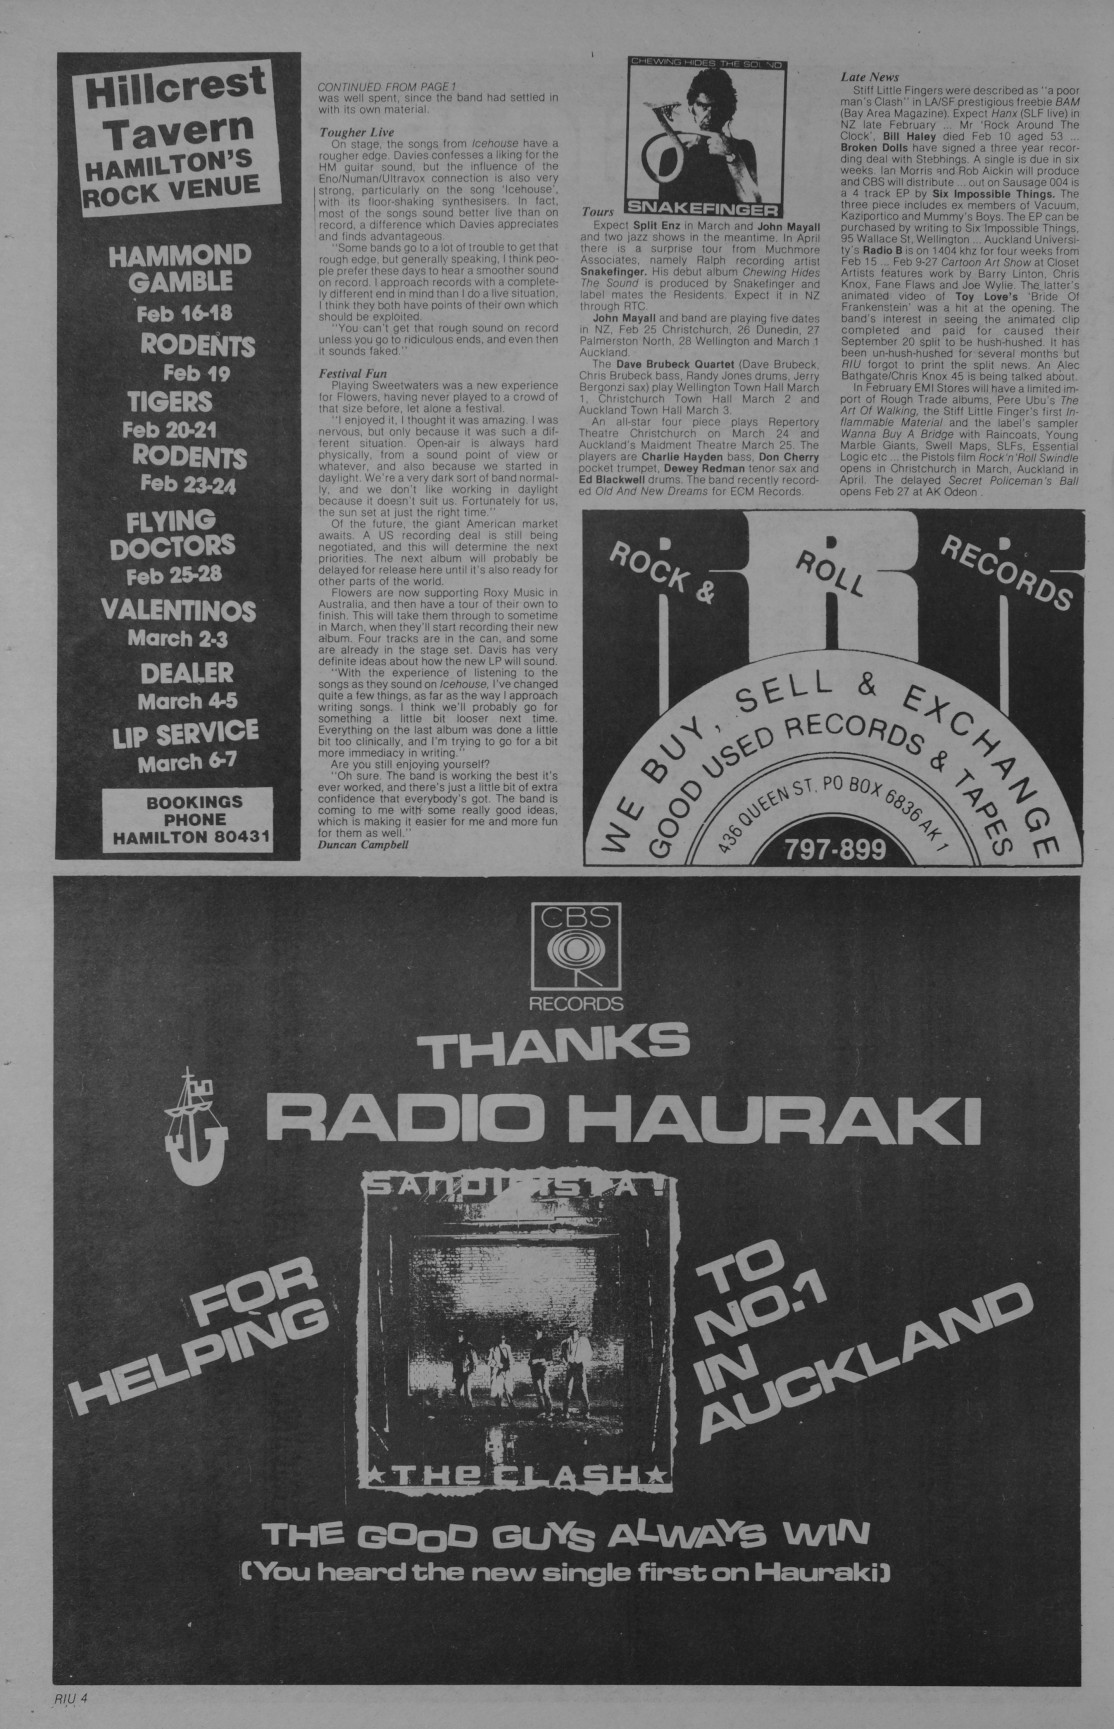 Hillcrest
Tavern
HAMILTON'S
ROCK VENUE
HAMMOND
GAMBLE
Feb 16-18
RODENTS
Feb 19
TIGERS
Feb 20-21
RODENTS
Feb 23-24
FLYING
DOCTORS
Feb 25-28
VALENTINOS
March 2-3
DEALER
March 4-5
LIP SERVICE
March 6-7
BOOKINGS
PHONE
HAMILTON 80431
CONTINUED FROM PAGE 1
was well spent, since the band had settled in
with its own material.
Tougher Live
On stage, the songs from Icehouse have a
rougher edge. Davies confesses a liking for the
HM guitar sound, but the influence of the
Eno/Numan/Ultravox connection is also very
strong, particularly on the song 'Icehouse',
with its floor-shaking synthesisers. In fact,
most of the songs sound better live than on
record, a difference which Davies appreciates
and finds advantageous.
"Some bands go to a lot of trouble to get that
rough edge, but generally speaking, I think peo-
ple prefer these days to hear a smoother sound
on record. I approach records with a complete-
ly different end in mind than I do a live situation,
I think they both have points of their own which
should be exploited.
"You can't get that rough sound on record
unless you go to ridiculous ends, and even then
it sounds faked."
Festival Fun
Playing Sweetwaters was a new experience
for Flowers, having never played to a crowd of
that size before, let alone a festival.
"I enjoyed it, I thought it was amazing. I was
nervous, but only because it was such a dif-
ferent situation. Open-air is always hard
physically, from a sound point of view or
whatever, and also because we started in
daylight. We're a very dark sort of band normal-
ly, and we don't like working in daylight
because it doesn't suit us. Fortunately for us,
the sun set at just the right time."
Of the future, the giant American market
awaits. A US recording deal is still being
negotiated, and this will determine the next
priorities. The next album will probably be
delayed for release here until it's also ready for
other parts of the world.
Flowers are now supporting Roxy Music in
Australia, and then have a tour of their own to
finish. This will take them through to sometime
in March, when they'll start recording their new
album. Four tracks are in the can, and some
are already in the stage set. Davis has very
definite ideas about how the new LP will sound.
"With the experience of listening to the
songs as they sound on Icehouse, I've changed
quite a few things, as far as the way I approach
writing songs. I think we'll probably go for
something a little bit looser next time.
Everything on the last album was done a little
bit too clinically, and I'm trying to go for a bit
more immediacy in writing."
Are you still enjoying yourself?
"Oh sure. The band is working the best it's
ever worked, and there's just a little bit of extra
confidence that everybody's got. The band is
coming to me with some really good ideas,
which is making it easier for me and more fun
for them as well."
Duncan Campbell
CHEWING HIDES THE SOUND
SNAKEFINGER
Tours
Expect Split Enz in March and John Mayall
and two jazz shows in the meantime. In April
there is a surprise tour from Muchmore
Associates, namely Ralph recording artist
Snakefinger. His debut album Chewing Hides
The Sound is produced by Snakefinger and
label mates the Residents. Expect it in NZ
through RTC.
John Mayall and band are playing five dates
in NZ, Feb 25 Christchurch, 26 Dunedin, 27
Palmerston North, 28 Wellington and March 1
Auckland.
The Dave Brubeck Quartet (Dave Brubeck,
Chris Brubeck bass, Randy Jones drums, Jerry
Bergonzi sax) play Wellington Town Hall March
1, Christchurch Town Hall March 2 and
Auckland Town Hall March 3.
An all-star four piece plays Repertory
Theatre Christchurch on March 24 and
Auckland's Maidment Theatre March 25. The
players are Charlie Hayden bass, Don Cherry
pocket trumpet, Dewey Redman tenor sax and
Ed Blackwell drums. The band recently record-
ed Old And New Dreams for ECM Records.
Late News
Stiff Little Fingers were described as "a poor
man's Clash" in LA/SF prestigious freebie BAM
(Bay Area Magazine). Expect Hanx (SLF live) in
NZ late February ... Mr 'Rock Around The
Clock', Bill Haley died Feb 10 aged 53 ...
Broken Dolls have signed a three year recor-
ding deal with Stebhings. A single is due in six
weeks. Ian Morris and Rob Aickin will produce
and CBS will distribute ... out on Sausage 004 is
a 4 track EP by Six Impossible Things. The
three piece includes ex members of Vacuum,
Kaziportico and Mummy's Boys. The EP can be
purchased by writing to Six Impossible Things,
95 Wallace St, Wellington ... Auckland Universi-
ty's Radio B is on 1404 khz for four weeks from
Feb 15 ... Feb 9-27 Cartoon Art Show at Closet
Artists features work by Barry Linton, Chris
Knox, Fane Flaws and Joe Wylie. The latter's
animated video of Toy Love's 'Bride Of
Frankenstein' was a hit at the opening. The
band's interest in seeing the animated clip
completed and paid for caused their
September 20 split to be hush-hushed. It has
been un-hush-hushed for several months but
RIU forgot to print the split news. An Alec
Bathgate/Chris Knox 45 is being talked about.
In February EMI Stores will have a limited im-
port of Rough Trade albums, Pere Ubu's The
Art Of Walking, the Stiff Little Finger's first In-
flammable Material and the label's sampler
Wanna Buy A Bridge with Raincoats, Young
Marble Giants, Swell Maps, SLFs, Essential
Logic etc ... the Pistols film Rock'n'Roll Swindle
opens in Christchurch in March, Auckland in
April. The delayed Secret Policeman's Ball
opens Feb 27 at AK Odeon.
ROCK &
ROLL
RECORDS
WE BUY, SELL & EXCHANGE
GOOD USED RECORDS & TAPES
436 QUEEN ST. PO BOX 6836 AK 1
797-899
CBS
RECORDS
THANKS
RADIO HAURAKI
FOR
HELPING
SANDINISTA!
THE CLASH
TO
NO.1
IN
AUCKLAND
THE GOOD GUYS ALWAYS WIN
(You heard the new single first on Hauraki)
RIU 4